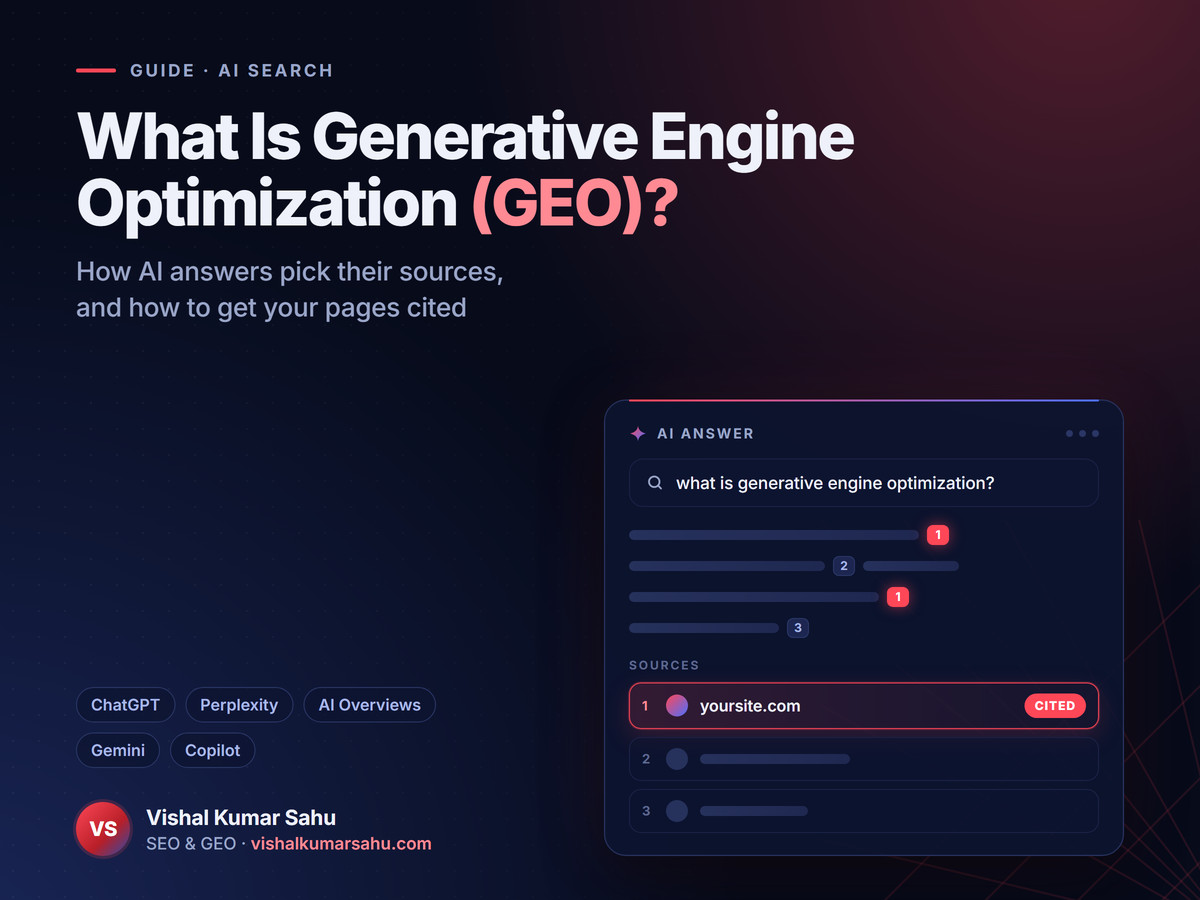 GUIDE · AI SEARCH
What Is Generative Engine
Optimization (GEO)?
How AI answers pick their sources,
and how to get your pages cited
AI ANSWER
what is generative engine optimization?
1
2
1
3
SOURCES
1 yoursite.com CITED
2
3
ChatGPT Perplexity AI Overviews
Gemini Copilot
VS
Vishal Kumar Sahu
SEO & GEO · vishalkumarsahu.com